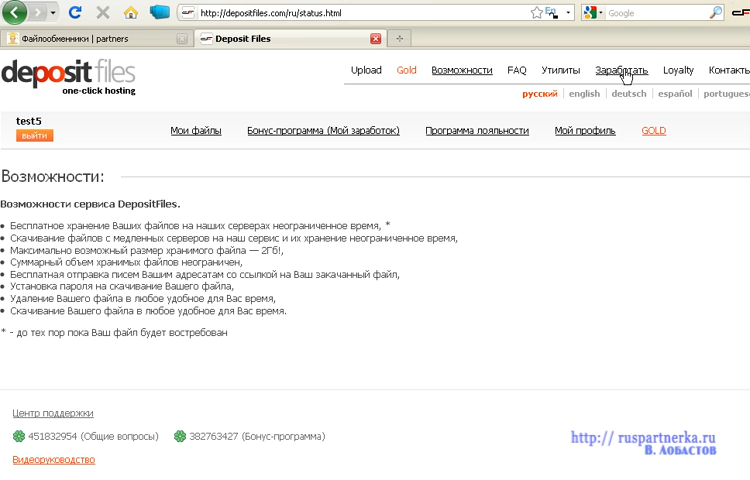 http://depositfiles.com/ru/status.html
Google
Файлообменники | partners
Deposit Files
deposit files
one-click hosting
Upload Gold Возможности FAQ Утилиты Заработать Loyalty Контакть
русский english deutsch español portugues
test5
выйти
Мои файлы Бонус-программа (Мой заработок) Программа лояльности Мой профиль GOLD
Возможности:
Возможности сервиса DepositFiles.
Бесплатное хранение Ваших файлов на наших серверах неограниченное время, *
Скачивание файлов с медленных серверов на наш сервис и их хранение неограниченное время,
Максимально возможный размер хранимого файла — 2Гб!,
Суммарный объем хранимых файлов неограничен,
Бесплатная отправка писем Вашим адресатам со ссылкой на Ваш закачанный файл,
Установка пароля на скачивание Вашего файла,
Удаление Вашего файла в любое удобное для Вас время,
Скачивание Вашего файла в любое удобное для Вас время.
* - до тех пор пока Ваш файл будет востребован
Центр поддержки
451832954 (Общие вопросы) 382763427 (Бонус-программа)
Видеоруководство
http://ruspartnerka.ru
В. Лобастов